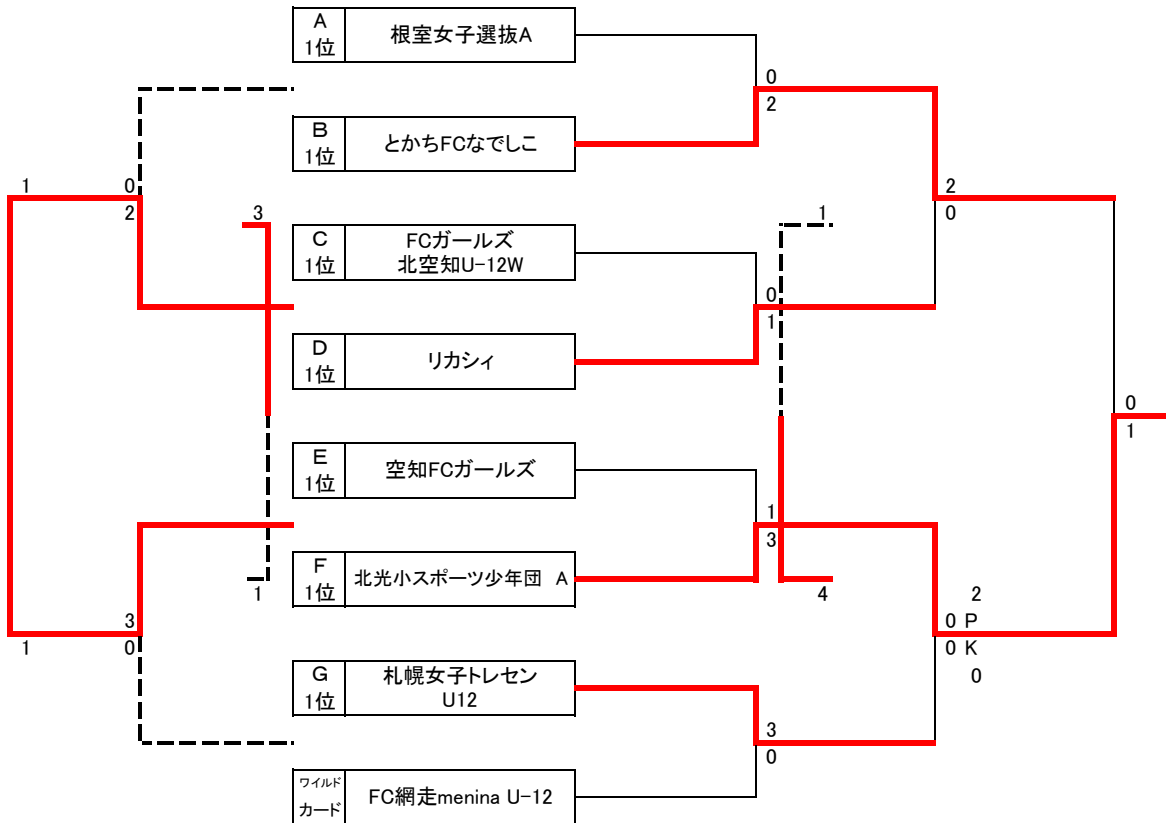 A
1位
根室女子選抜A
0
2
B
1位
とかちFCなでしこ
1
0
2
2
0
3
1
C
1位
FCガールズ
北空知U-12W
0
1
D
1位
リカシィ
0
1
E
1位
空知FCガールズ
1
3
F
1位
北光小スポーツ少年団 A
1
4
3
0
1
2
0 P
0 K
0
G
1位
札幌女子トレセン
U12
3
0
ワイルド
カード
FC網走menina U-12